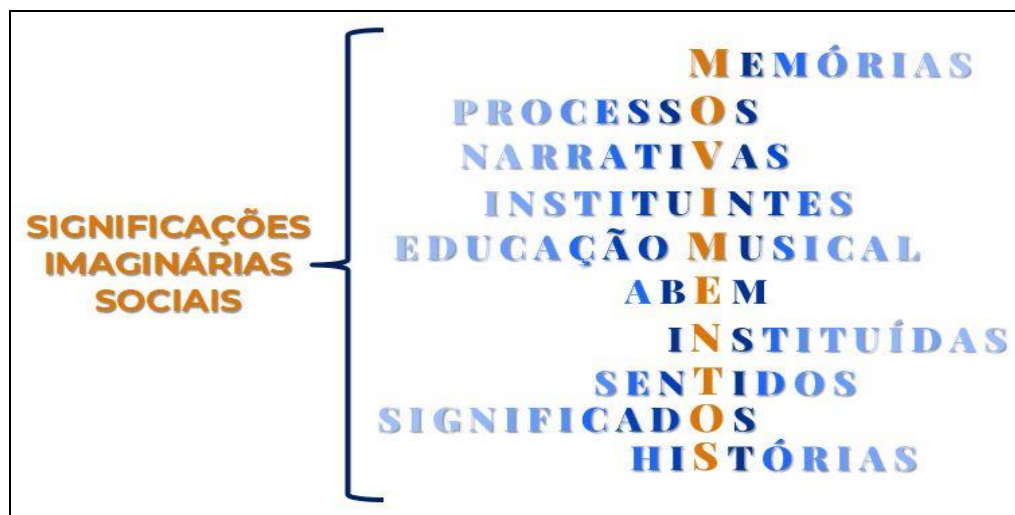 SIGNIFICAÇÕES
IMAGINÁRIAS
SOCIAIS
MEMÓRIAS
PROCESSOS
NARRATIVAS
INSTITUINTES
EDUCAÇÃO MUSICAL
ABEM
INSTITUÍDAS
SENTIDOS
SIGNIFICADOS
HISTÓRIAS